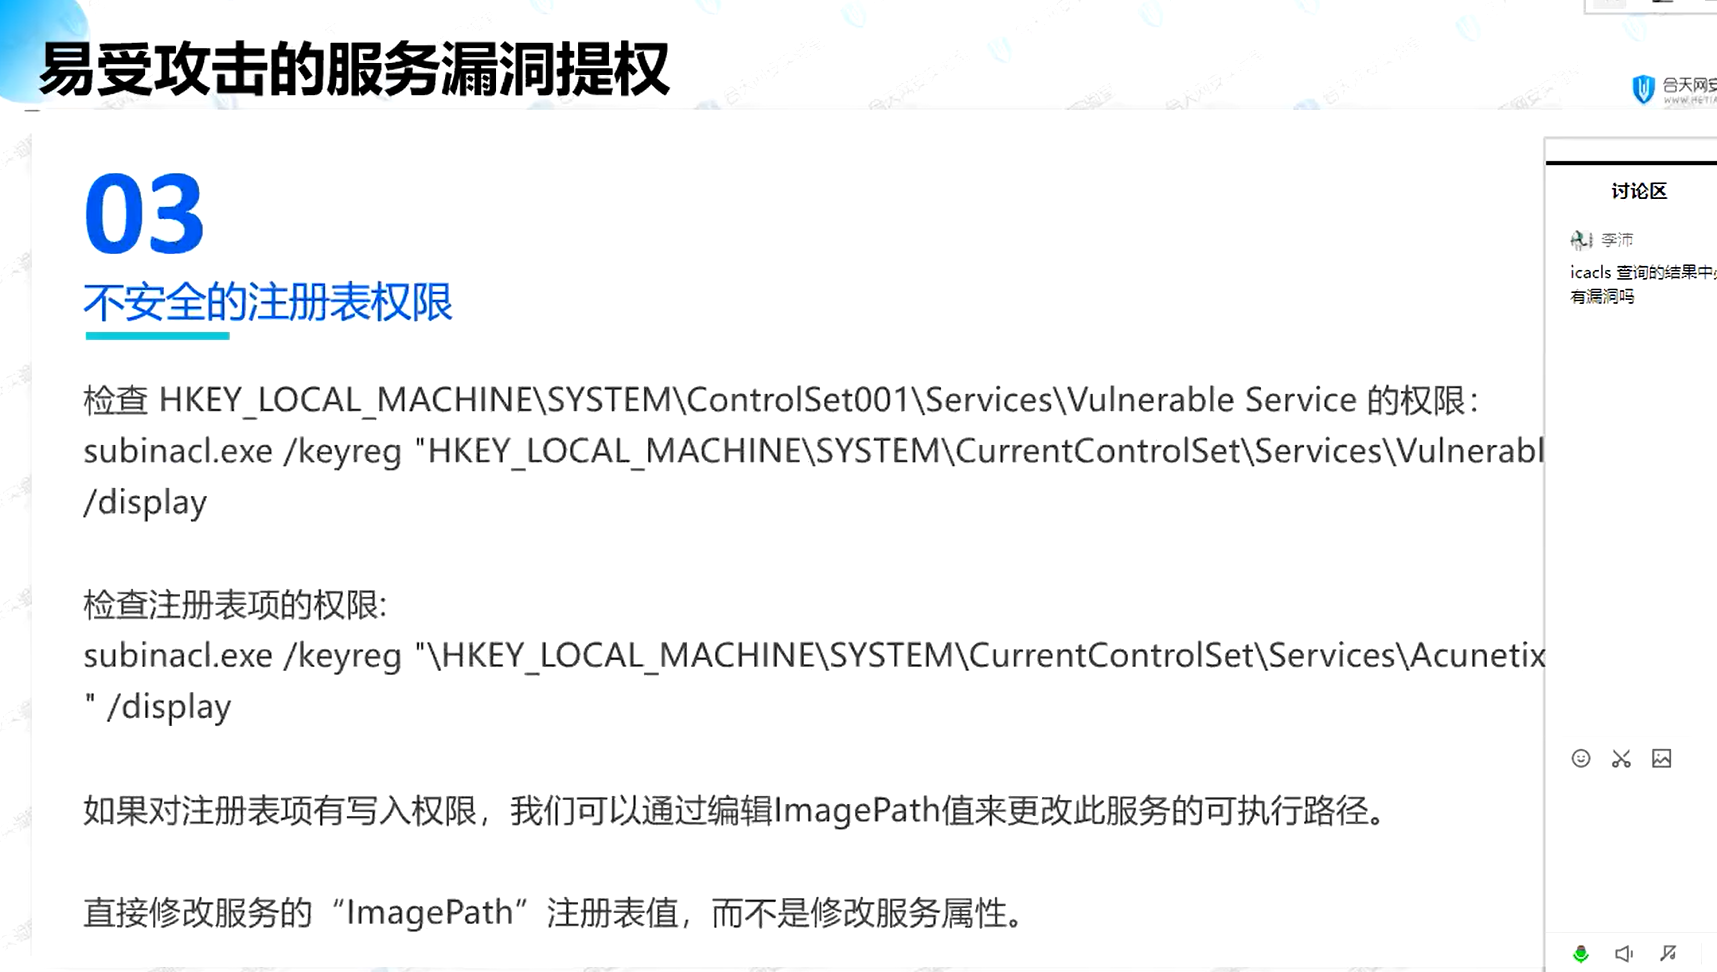 易受攻击的服务漏洞提权
合天网安
WWW.HETIA
03
不安全的注册表权限
检查 HKEY_LOCAL_MACHINE\SYSTEM\ControlSet001\Services\Vulnerable Service 的权限：
subinacl.exe /keyreg "HKEY_LOCAL_MACHINE\SYSTEM\CurrentControlSet\Services\Vulnerabl
/display
检查注册表项的权限:
subinacl.exe /keyreg "\HKEY_LOCAL_MACHINE\SYSTEM\CurrentControlSet\Services\Acunetix
" /display
如果对注册表项有写入权限，我们可以通过编辑ImagePath值来更改此服务的可执行路径。
直接修改服务的“ImagePath”注册表值，而不是修改服务属性。
讨论区
李沛
icacls 查询的结果中
有漏洞吗